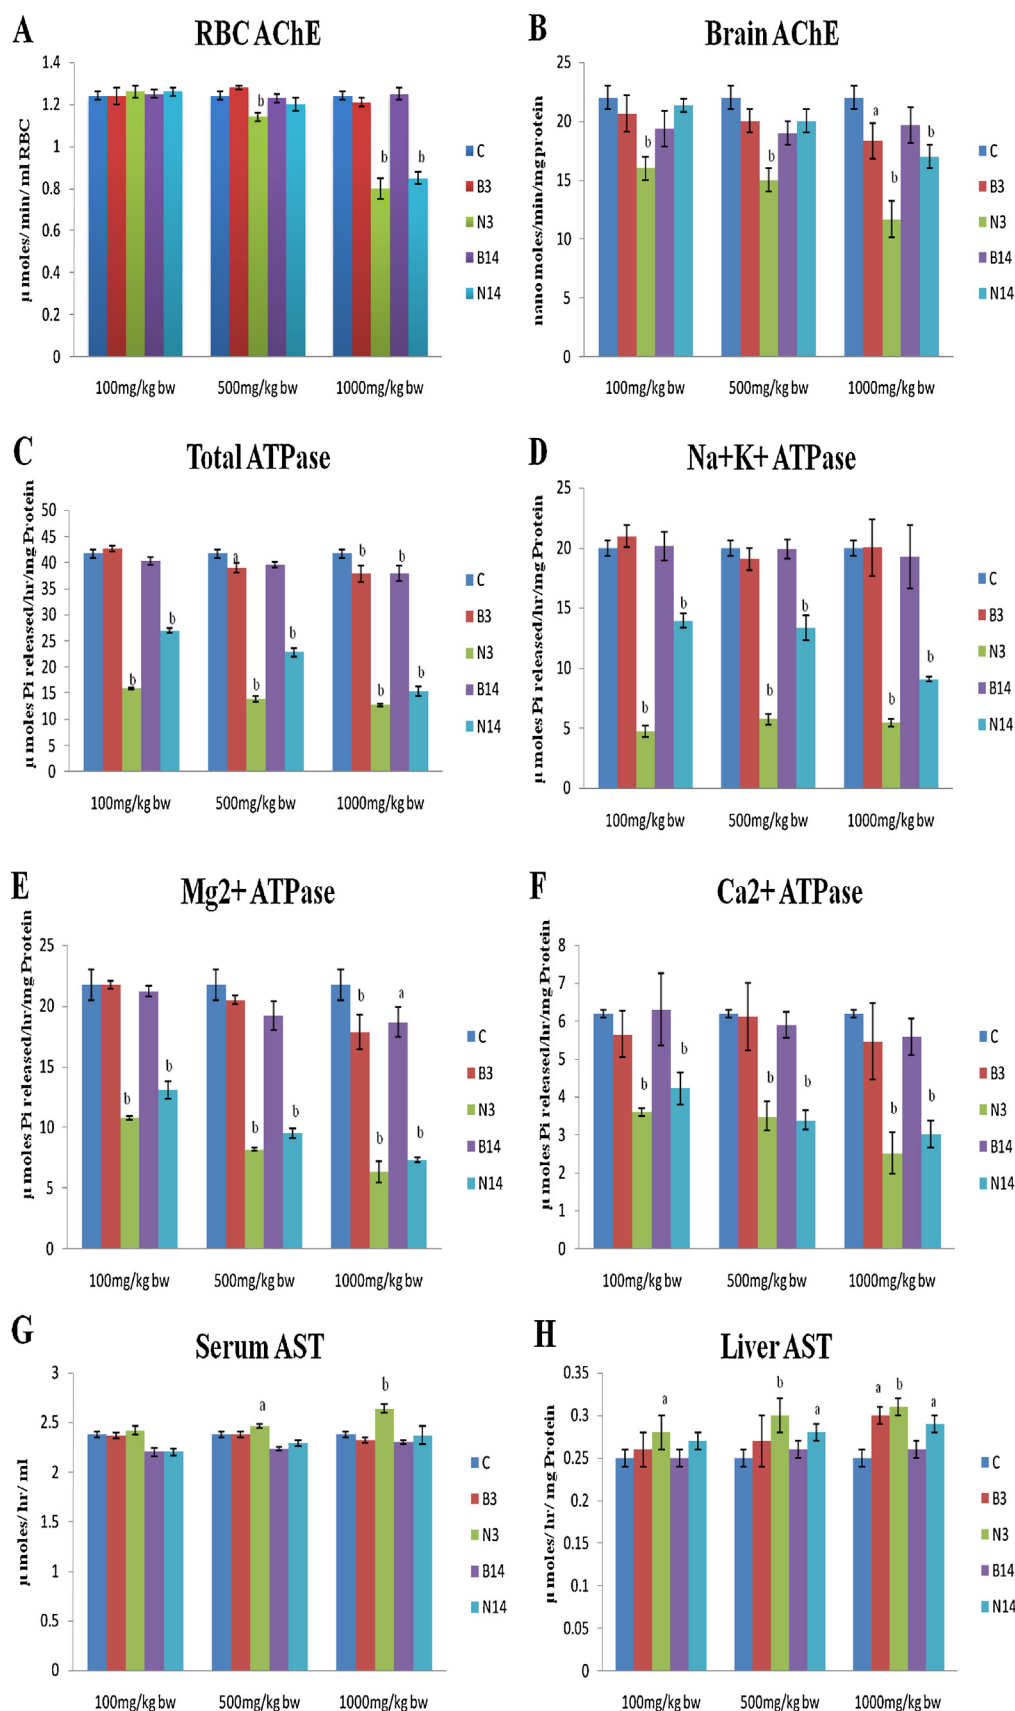 A
RBC AChE
μ moles/ min/ ml RBC
1.4
1.2
1
0.8
0.6
0.4
0.2
0
b
b
b
100mg/kg bw 500mg/kg bw 1000mg/kg bw
C
B3
N3
B14
N14
B
Brain AChE
nano moles/min/mg protein
25
20
15
10
5
0
b
b
a
b
b
100mg/kg bw 500mg/kg bw 1000mg/kg bw
C
B3
N3
B14
N14
C
Total ATPase
μ moles Pi released/hr/mg Protein
50
45
40
35
30
25
20
15
10
5
0
b
b
a
b
b
b
b
b
b
100mg/kg bw 500mg/kg bw 1000mg/kg bw
C
B3
N3
B14
N14
D
Na+K+ ATPase
μ moles Pi released/hr/mg Protein
25
20
15
10
5
0
b
b
b
b
b
b
100mg/kg bw 500mg/kg bw 1000mg/kg bw
C
B3
N3
B14
N14
E
Mg2+ ATPase
μ moles Pi released/hr/mg Protein
25
20
15
10
5
0
b
b
b
b
b
a
b
b
100mg/kg bw 500mg/kg bw 1000mg/kg bw
C
B3
N3
B14
N14
F
Ca2+ ATPase
μ moles Pi released/hr/mg Protein
8
7
6
5
4
3
2
1
0
b
b
b
b
b
b
100mg/kg bw 500mg/kg bw 1000mg/kg bw
C
B3
N3
B14
N14
G
Serum AST
μ moles/ hr/ ml
3
2.5
2
1.5
1
0.5
0
a
b
100mg/kg bw 500mg/kg bw 1000mg/kg bw
C
B3
N3
B14
N14
H
Liver AST
μ moles/ hr/ mg Protein
0.35
0.3
0.25
0.2
0.15
0.1
0.05
0
a
b
a
a
b
a
100mg/kg bw 500mg/kg bw 1000mg/kg bw
C
B3
N3
B14
N14